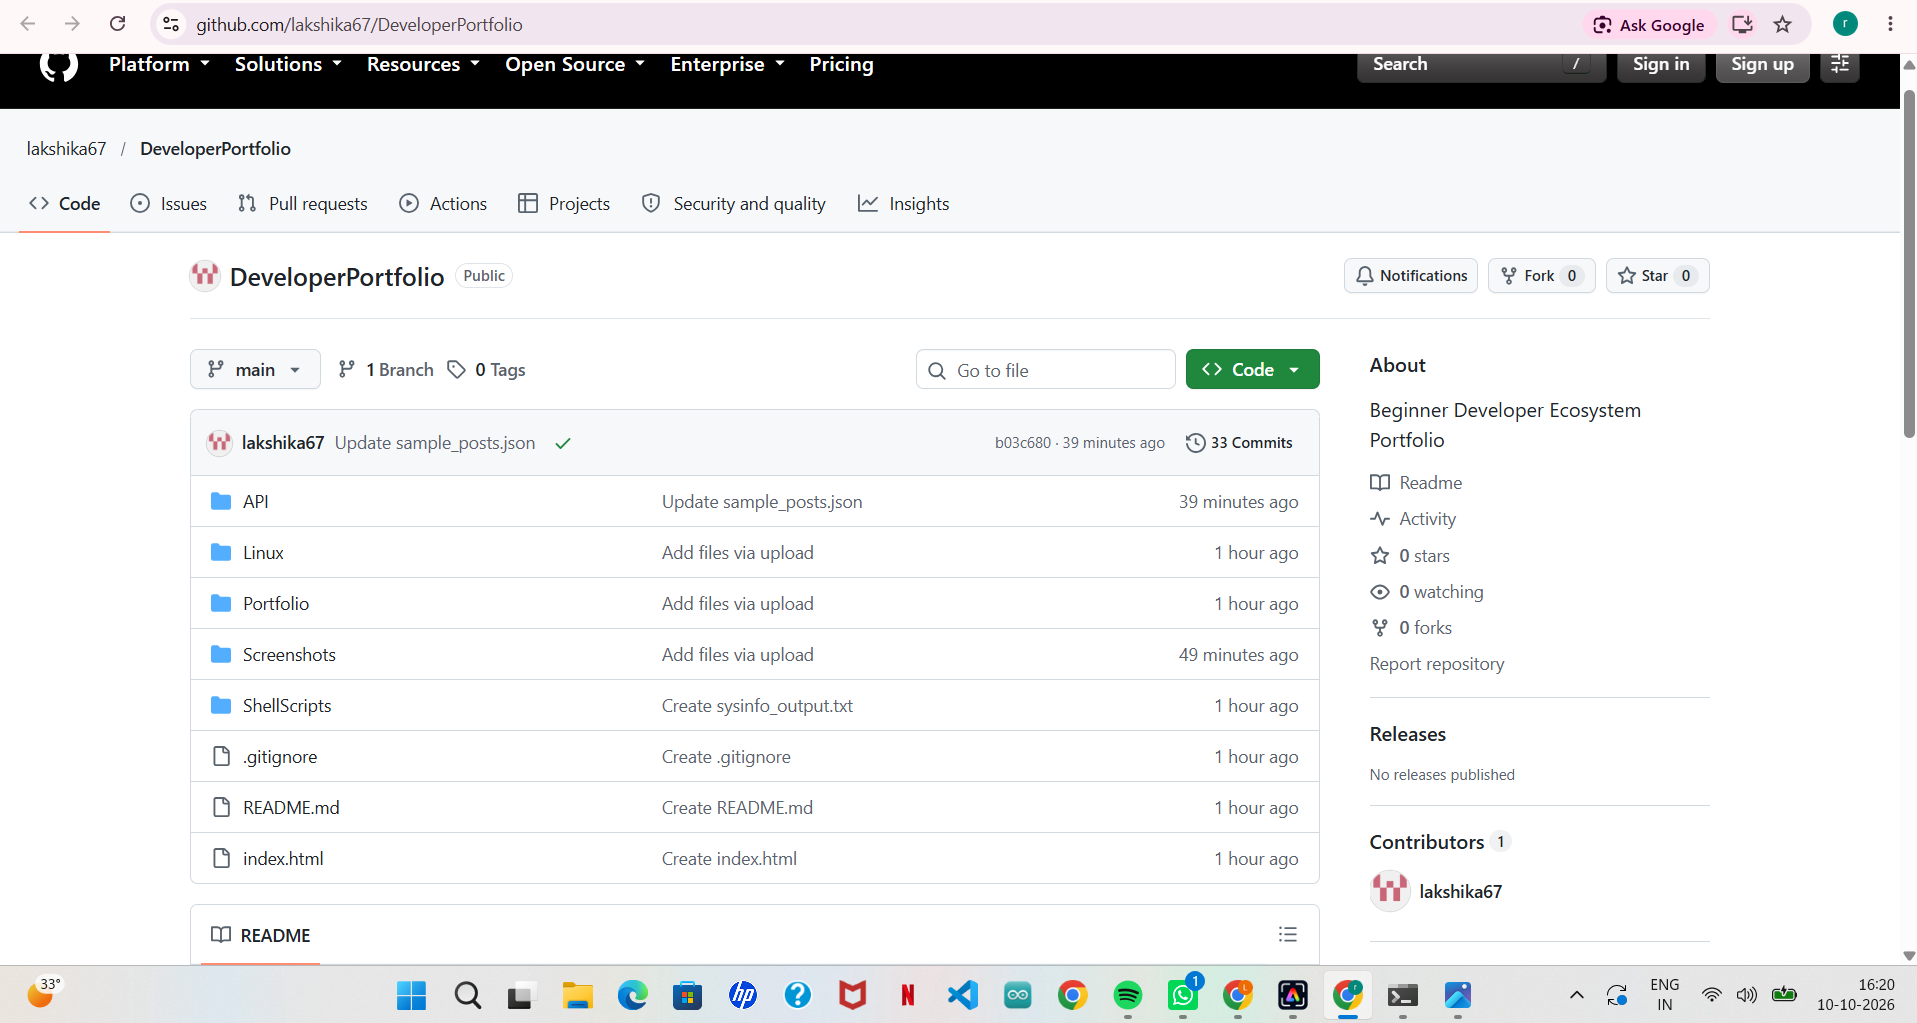 github.com/lakshika67/DeveloperPortfolio
Ask Google
r
Platform Solutions Resources Open Source Enterprise Pricing
Search /
Sign in
Sign up
lakshika67 / DeveloperPortfolio
Code Issues Pull requests Actions Projects Security and quality Insights
DeveloperPortfolio Public
Notifications
Fork 0
Star 0
main
1 Branch
0 Tags
Go to file
Code
lakshika67 Update sample_posts.json b03c680 · 39 minutes ago 33 Commits
API Update sample_posts.json 39 minutes ago
Linux Add files via upload 1 hour ago
Portfolio Add files via upload 1 hour ago
Screenshots Add files via upload 49 minutes ago
ShellScripts Create sysinfo_output.txt 1 hour ago
.gitignore Create .gitignore 1 hour ago
README.md Create README.md 1 hour ago
index.html Create index.html 1 hour ago
README
About
Beginner Developer Ecosystem
Portfolio
Readme
Activity
0 stars
0 watching
0 forks
Report repository
Releases
No releases published
Contributors 1
lakshika67
33°
hp
?
N
1
ENG
IN
16:20
10-10-2026